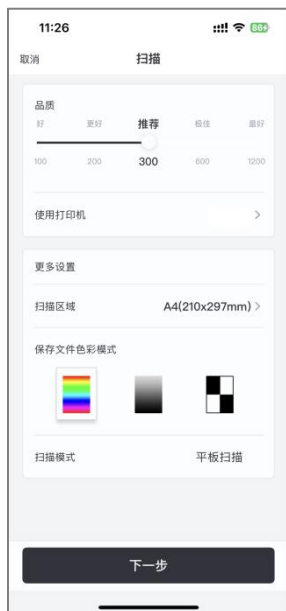 11:26
86
取消 扫描
品质
好 更好 推荐 极佳 最好
100 200 300 600 1200
使用打印机
更多设置
扫描区域 A4(210x297mm)
保存文件色彩模式
扫描模式 平板扫描
下一步